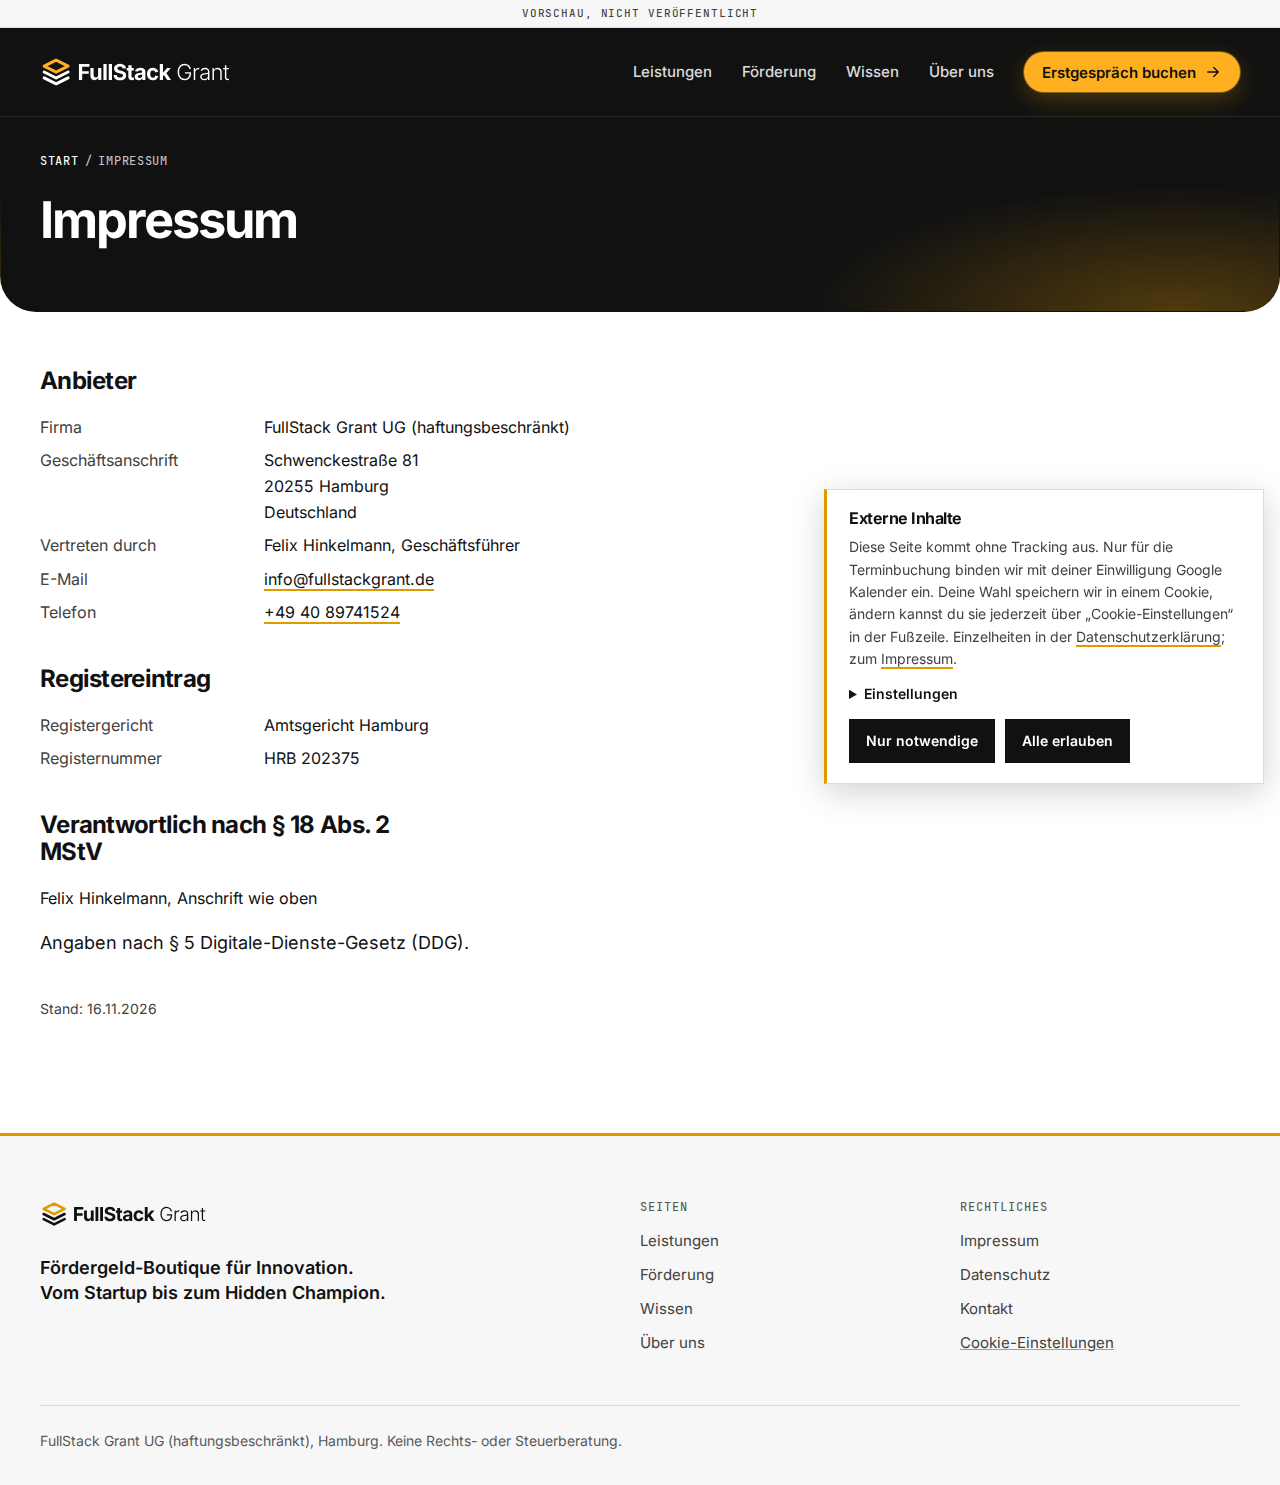 VORSCHAU, NICHT VERÖFFENTLICHT
FullStack Grant
Leistungen Förderung Wissen Über uns Erstgespräch buchen →
START / IMPRESSUM
Impressum
Anbieter
Firma FullStack Grant UG (haftungsbeschränkt)
Geschäftsanschrift Schwenckestraße 81
20255 Hamburg
Deutschland
Vertreten durch Felix Hinkelmann, Geschäftsführer
E-Mail info@fullstackgrant.de
Telefon +49 40 89741524
Registereintrag
Registergericht Amtsgericht Hamburg
Registernummer HRB 202375
Verantwortlich nach § 18 Abs. 2
MStV
Felix Hinkelmann, Anschrift wie oben
Angaben nach § 5 Digitale-Dienste-Gesetz (DDG).
Stand: 16.11.2026
Externe Inhalte
Diese Seite kommt ohne Tracking aus. Nur für die
Terminbuchung binden wir mit deiner Einwilligung Google
Kalender ein. Deine Wahl speichern wir in einem Cookie,
ändern kannst du sie jederzeit über „Cookie-Einstellungen“
in der Fußzeile. Einzelheiten in der Datenschutzerklärung;
zum Impressum.
Einstellungen
Nur notwendige Alle erlauben
FullStack Grant
Fördergeld-Boutique für Innovation.
Vom Startup bis zum Hidden Champion.
SEITEN
Leistungen
Förderung
Wissen
Über uns
RECHTLICHES
Impressum
Datenschutz
Kontakt
Cookie-Einstellungen
FullStack Grant UG (haftungsbeschränkt), Hamburg. Keine Rechts- oder Steuerberatung.